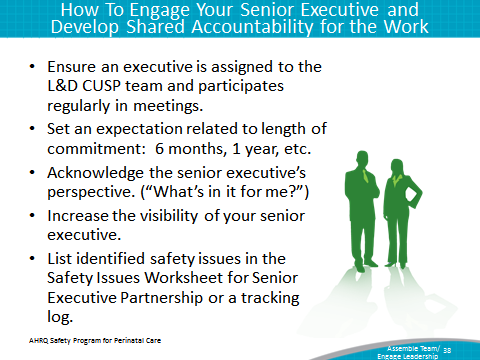 How To Engage Your Senior Executive and
Develop Shared Accountability for the Work
• Ensure an executive is assigned to the
L&D CUSP team and participates
regularly in meetings.
• Set an expectation related to length of
commitment:  6 months, 1 year, etc.
• Acknowledge the senior executive's
perspective. (“What's in it for me?”)
• Increase the visibility of your senior
executive.
• List identified safety issues in the
Safety Issues Worksheet for Senior
Executive Partnership or a tracking
log.
AHRQ Safety Program for Perinatal Care
Assemble Team/
Engage Leadership
38